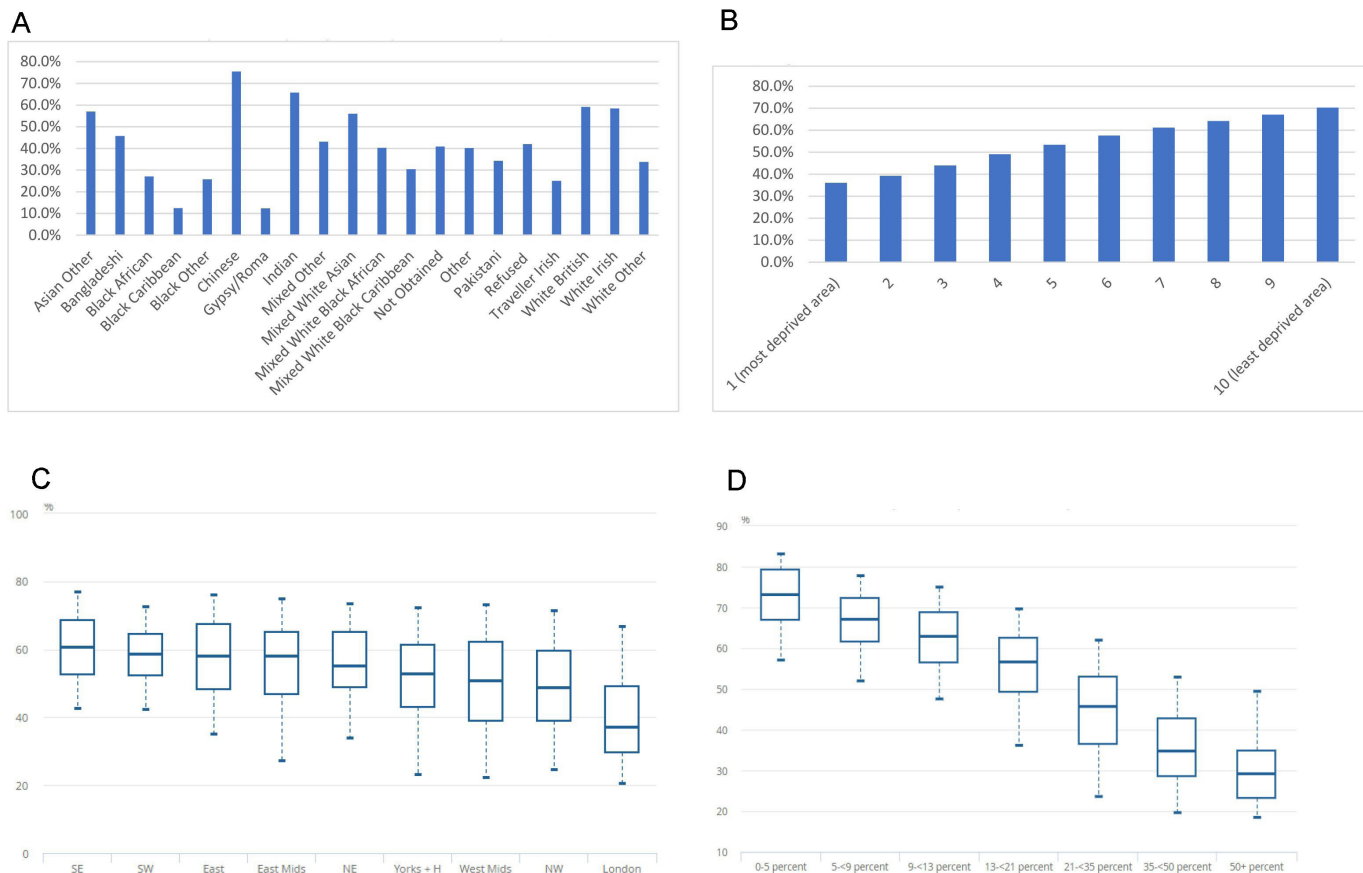 A
80.0%
70.0%
60.0%
50.0%
40.0%
30.0%
20.0%
10.0%
0.0%
Asian Other
Bangladeshi
Black African
Black Caribbean
Black Other
Chinese
Gypsy/Roma
Indian
Mixed Other
Mixed White Asian
Mixed White Black African
Mixed White Black Caribbean
Not Obtained
Other
Pakistani
Refused
Traveller Irish
White British
White Irish
White Other
B
80.0%
70.0%
60.0%
50.0%
40.0%
30.0%
20.0%
10.0%
0.0%
1 (most deprived area)
2
3
4
5
6
7
8
9
10 (least deprived area)
C
%
100
80
60
40
20
0
SE SW East East Mids NE Yorks + H West Mids NW London
D
%
90
80
70
60
50
40
30
20
10
0-5 percent 5-<9 percent 9-<13 percent 13-<21 percent 21-<35 percent 35-<50 percent 50+ percent